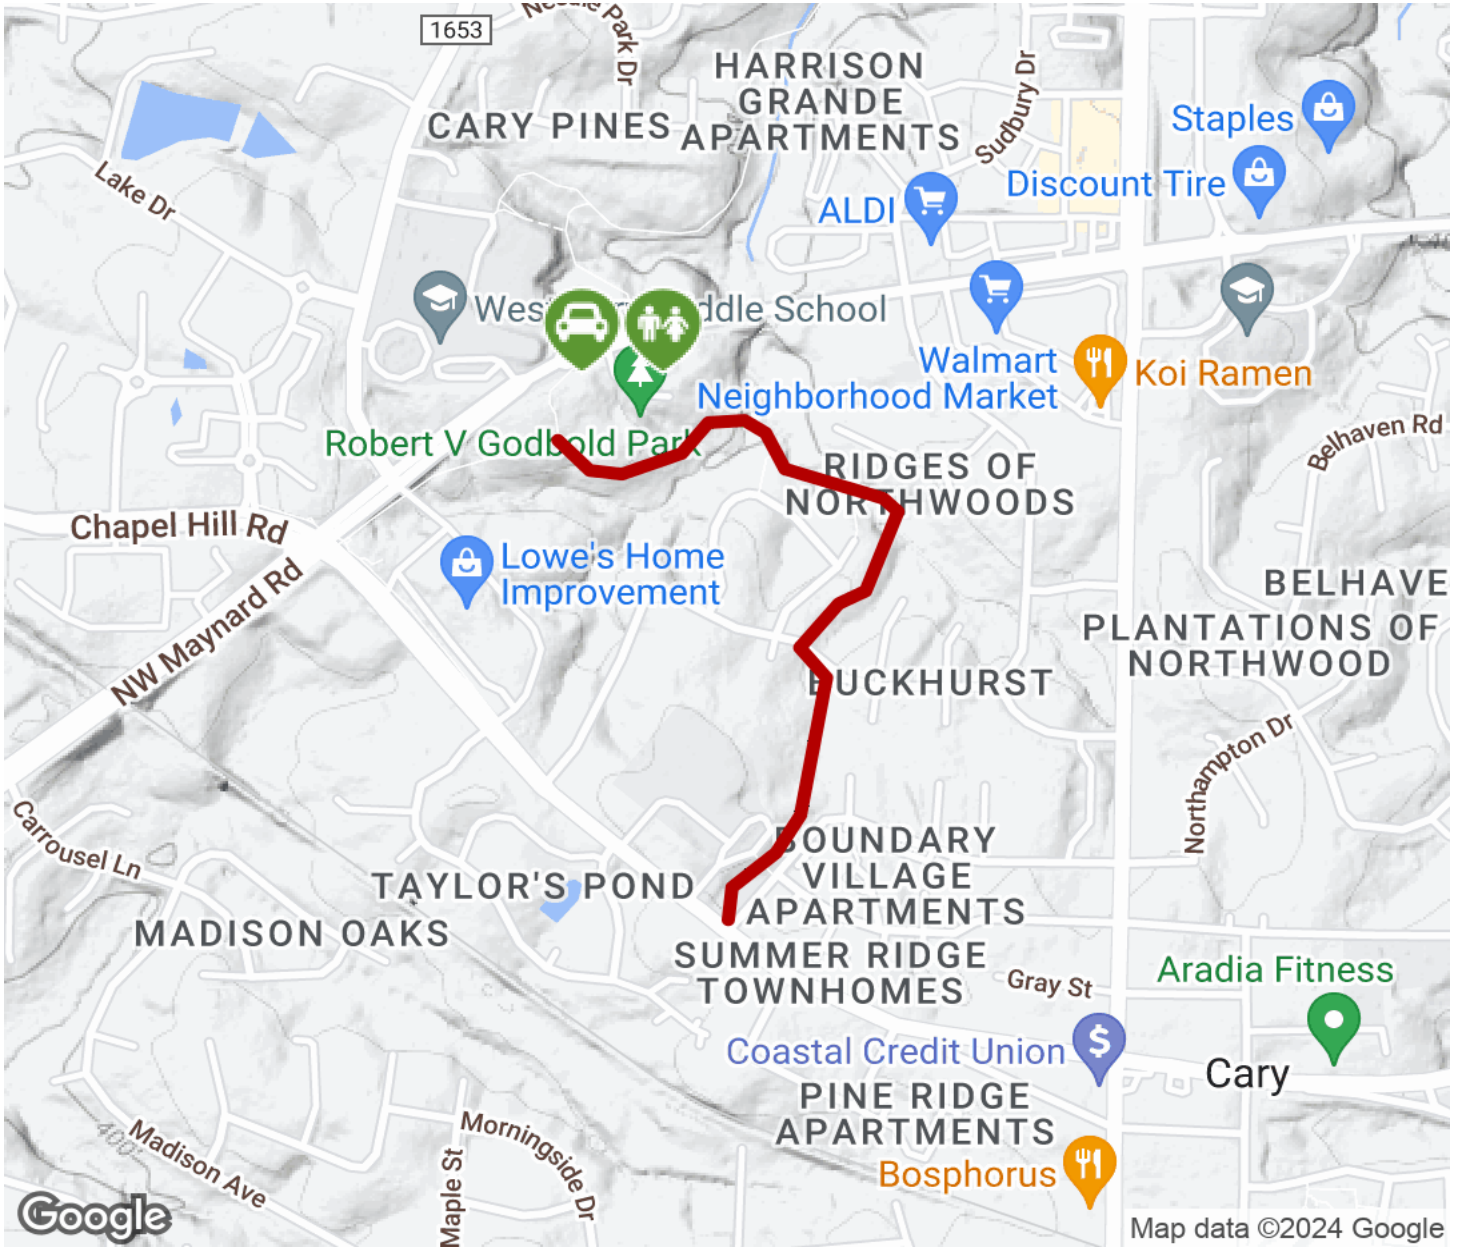 1653
Needle Park Dr
HARRISON
GRANDE
APARTMENTS
CARY PINES
Sudbury Dr
Staples
Discount Tire
ALDI
Lake Dr
West ddle School
Walmart
Neighborhood Market
Koi Ramen
Robert V Godbold Park
Belhaven Rd
RIDGES OF
NORTHWOODS
Chapel Hill Rd
Lowe's Home
Improvement
NW Maynard Rd
BELHAVE
PLANTATIONS OF
NORTHWOOD
BUCKHURST
Northampton Dr
Carrousel Ln
BOUNDARY
VILLAGE
APARTMENTS
TAYLOR'S POND
MADISON OAKS
SUMMER RIDGE
TOWNHOMES
Gray St
Aradia Fitness
Coastal Credit Union
Cary
PINE RIDGE
APARTMENTS
400'
Madison Ave
Morningside Dr
Maple St
Bosphorus
Google
Map data ©2024 Google